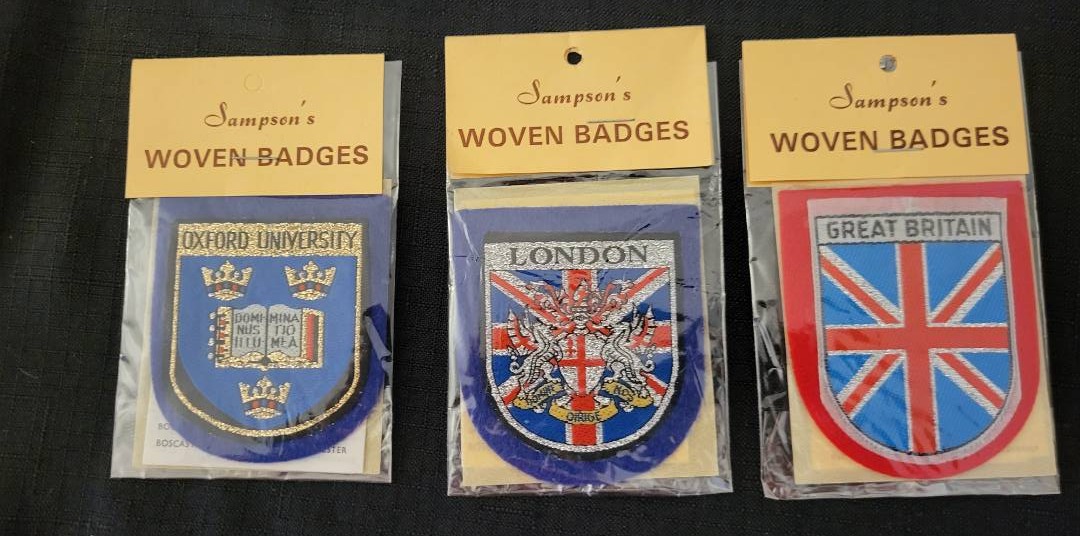 Sampson's
WOVEN BADGES
OXFORD UNIVERSITY
DOMI MINA
NUS TIO
ILLU MEA
Sampson's
WOVEN BADGES
LONDON
DIRIGE
Sampson's
WOVEN BADGES
GREAT BRITAIN